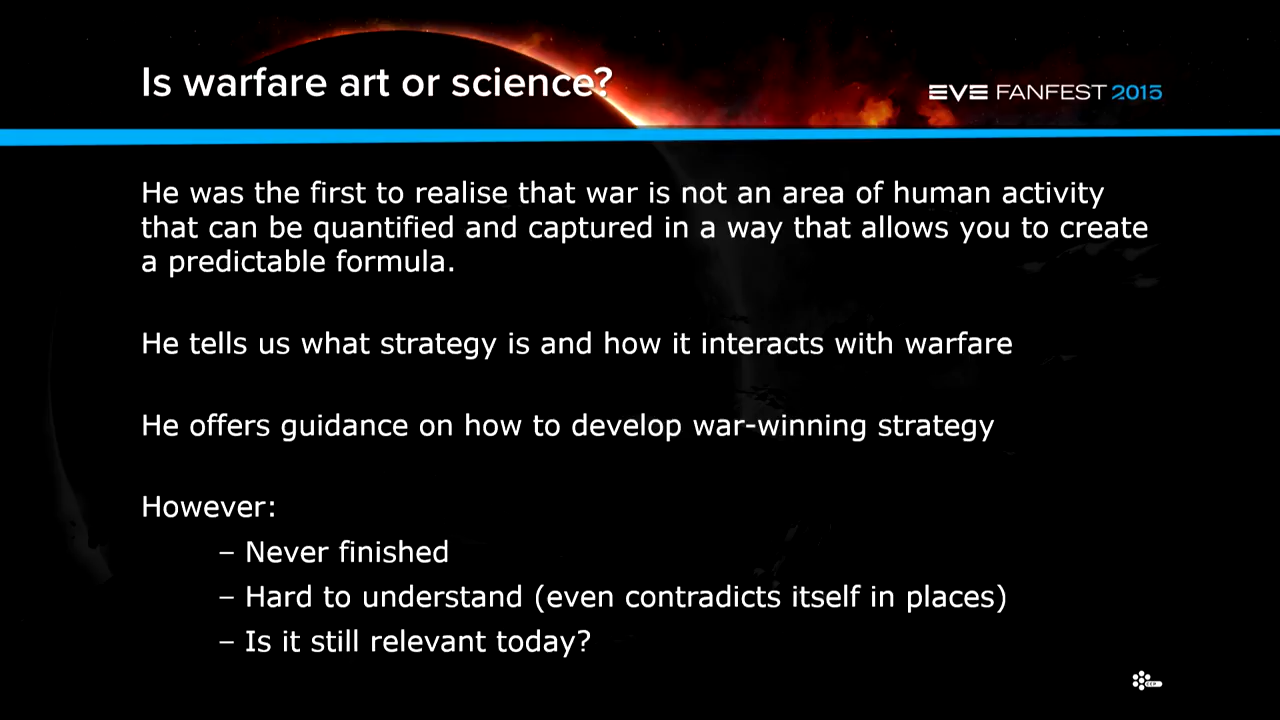 Is warfare art or science?
EVE FANFEST 2015
He was the first to realise that war is not an area of human activity
that can be quantified and captured in a way that allows you to create
a predictable formula.
He tells us what strategy is and how it interacts with warfare
He offers guidance on how to develop war-winning strategy
However:
– Never finished
– Hard to understand (even contradicts itself in places)
– Is it still relevant today?
CCP